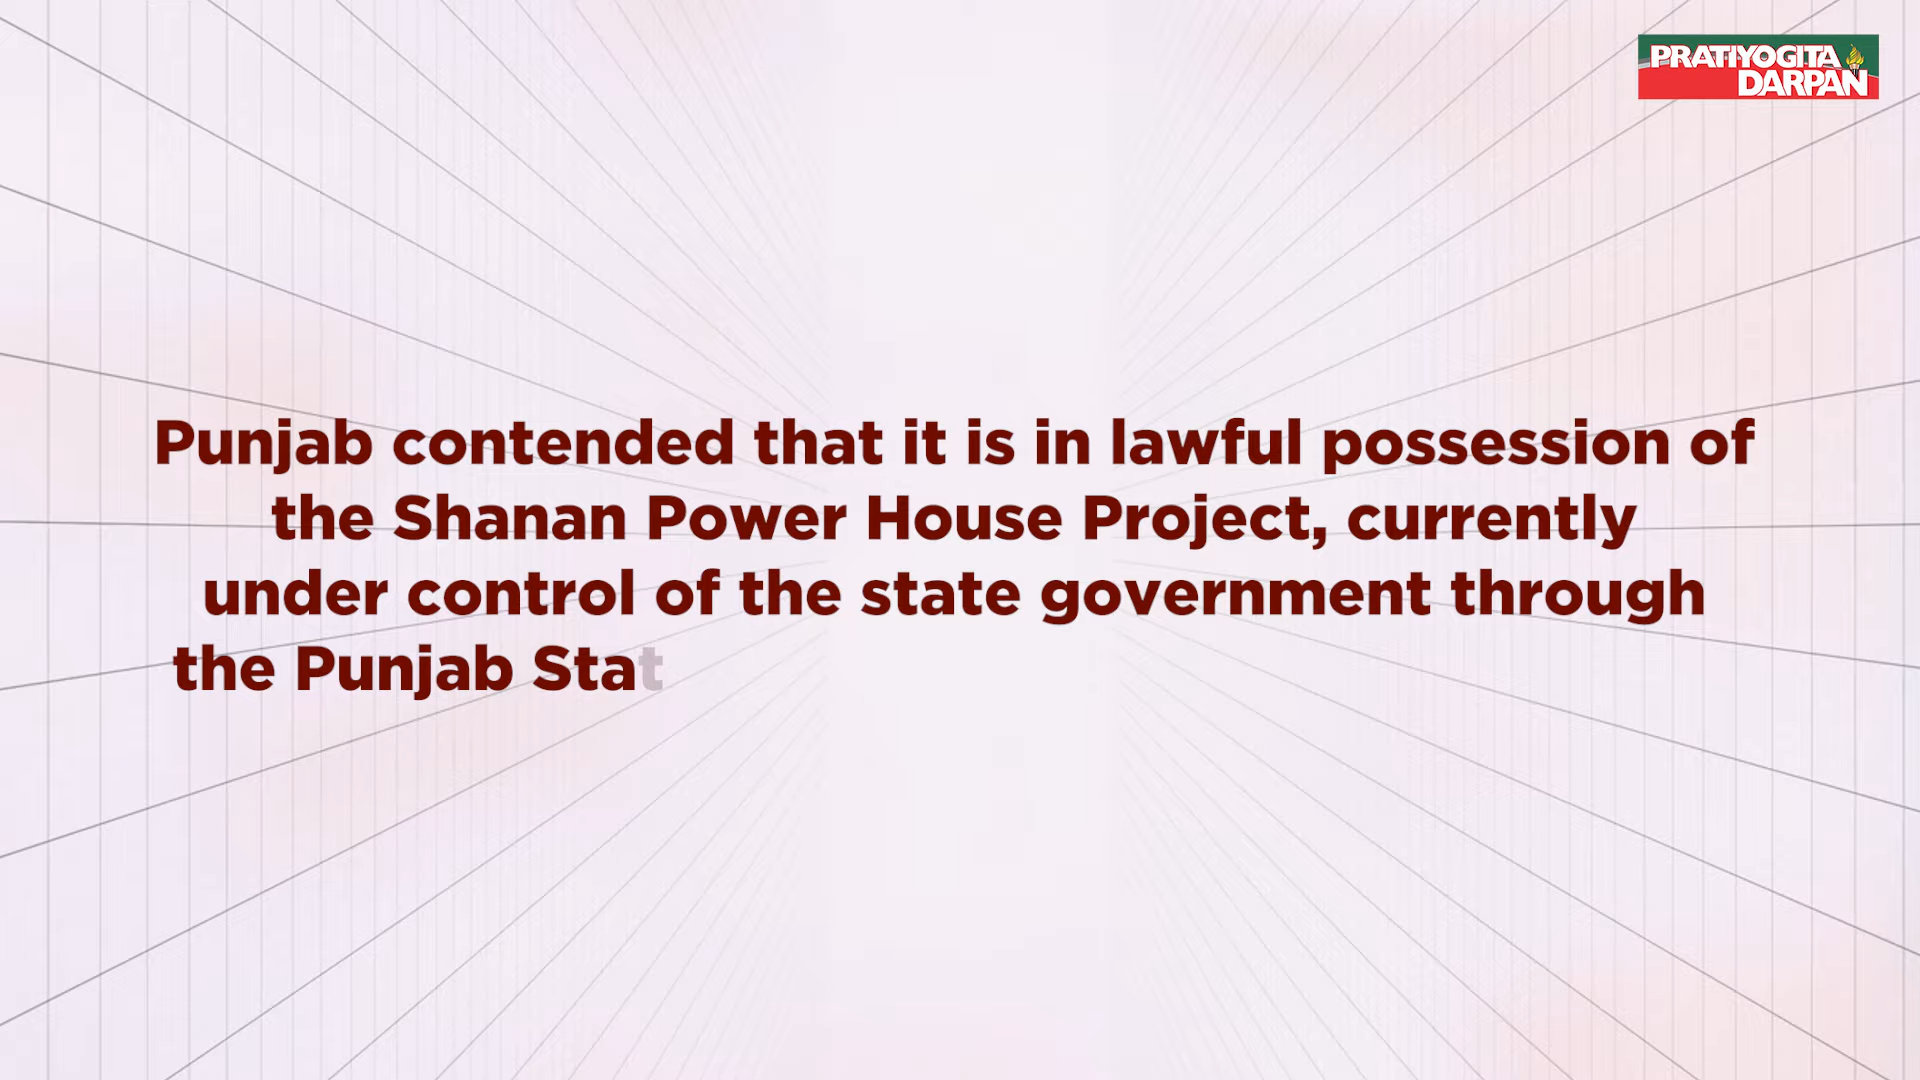 PRATIYOGITA
DARPAN
Punjab contended that it is in lawful possession of
the Shanan Power House Project, currently
under control of the state government through
the Punjab Stat